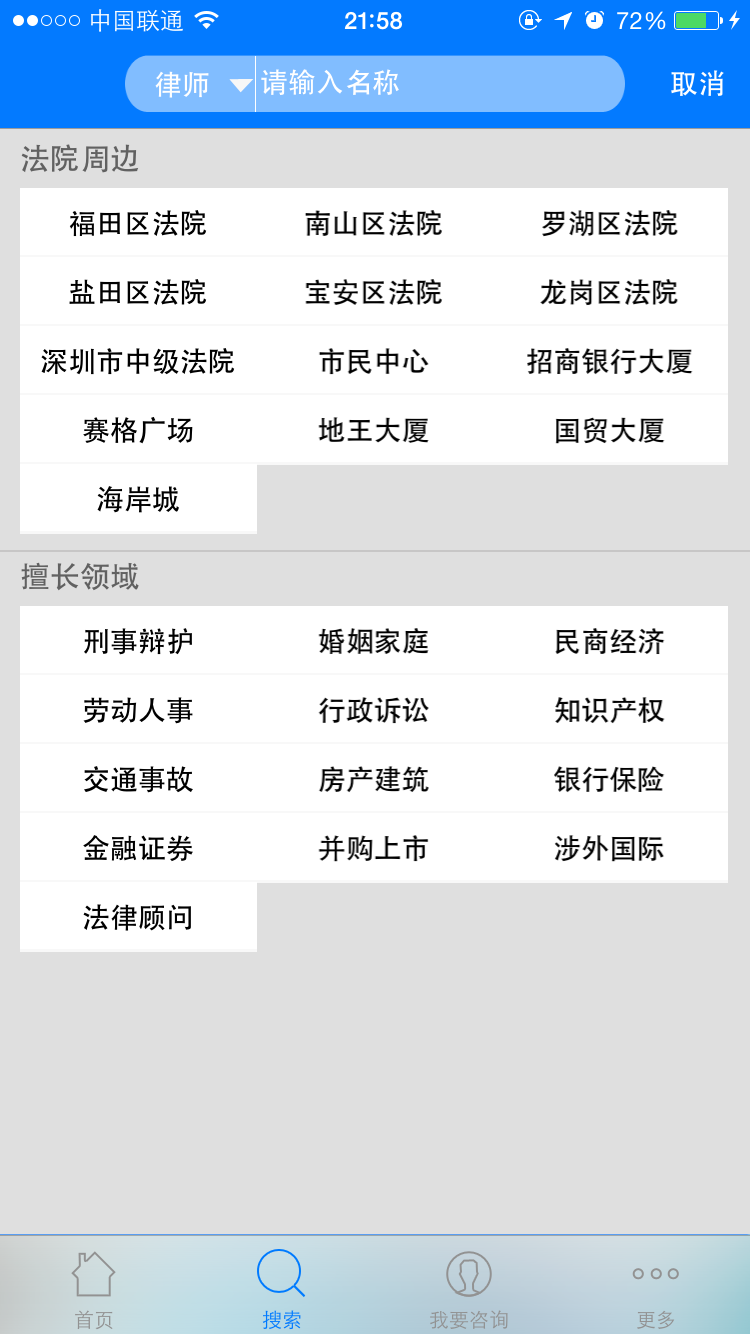 中国联通 21:58 72%
律师 请输入名称 取消
法院周边
福田区法院 南山区法院 罗湖区法院
盐田区法院 宝安区法院 龙岗区法院
深圳市中级法院 市民中心 招商银行大厦
赛格广场 地王大厦 国贸大厦
海岸城
擅长领域
刑事辩护 婚姻家庭 民商经济
劳动人事 行政诉讼 知识产权
交通事故 房产建筑 银行保险
金融证券 并购上市 涉外国际
法律顾问
首页 搜索 我要咨询 更多